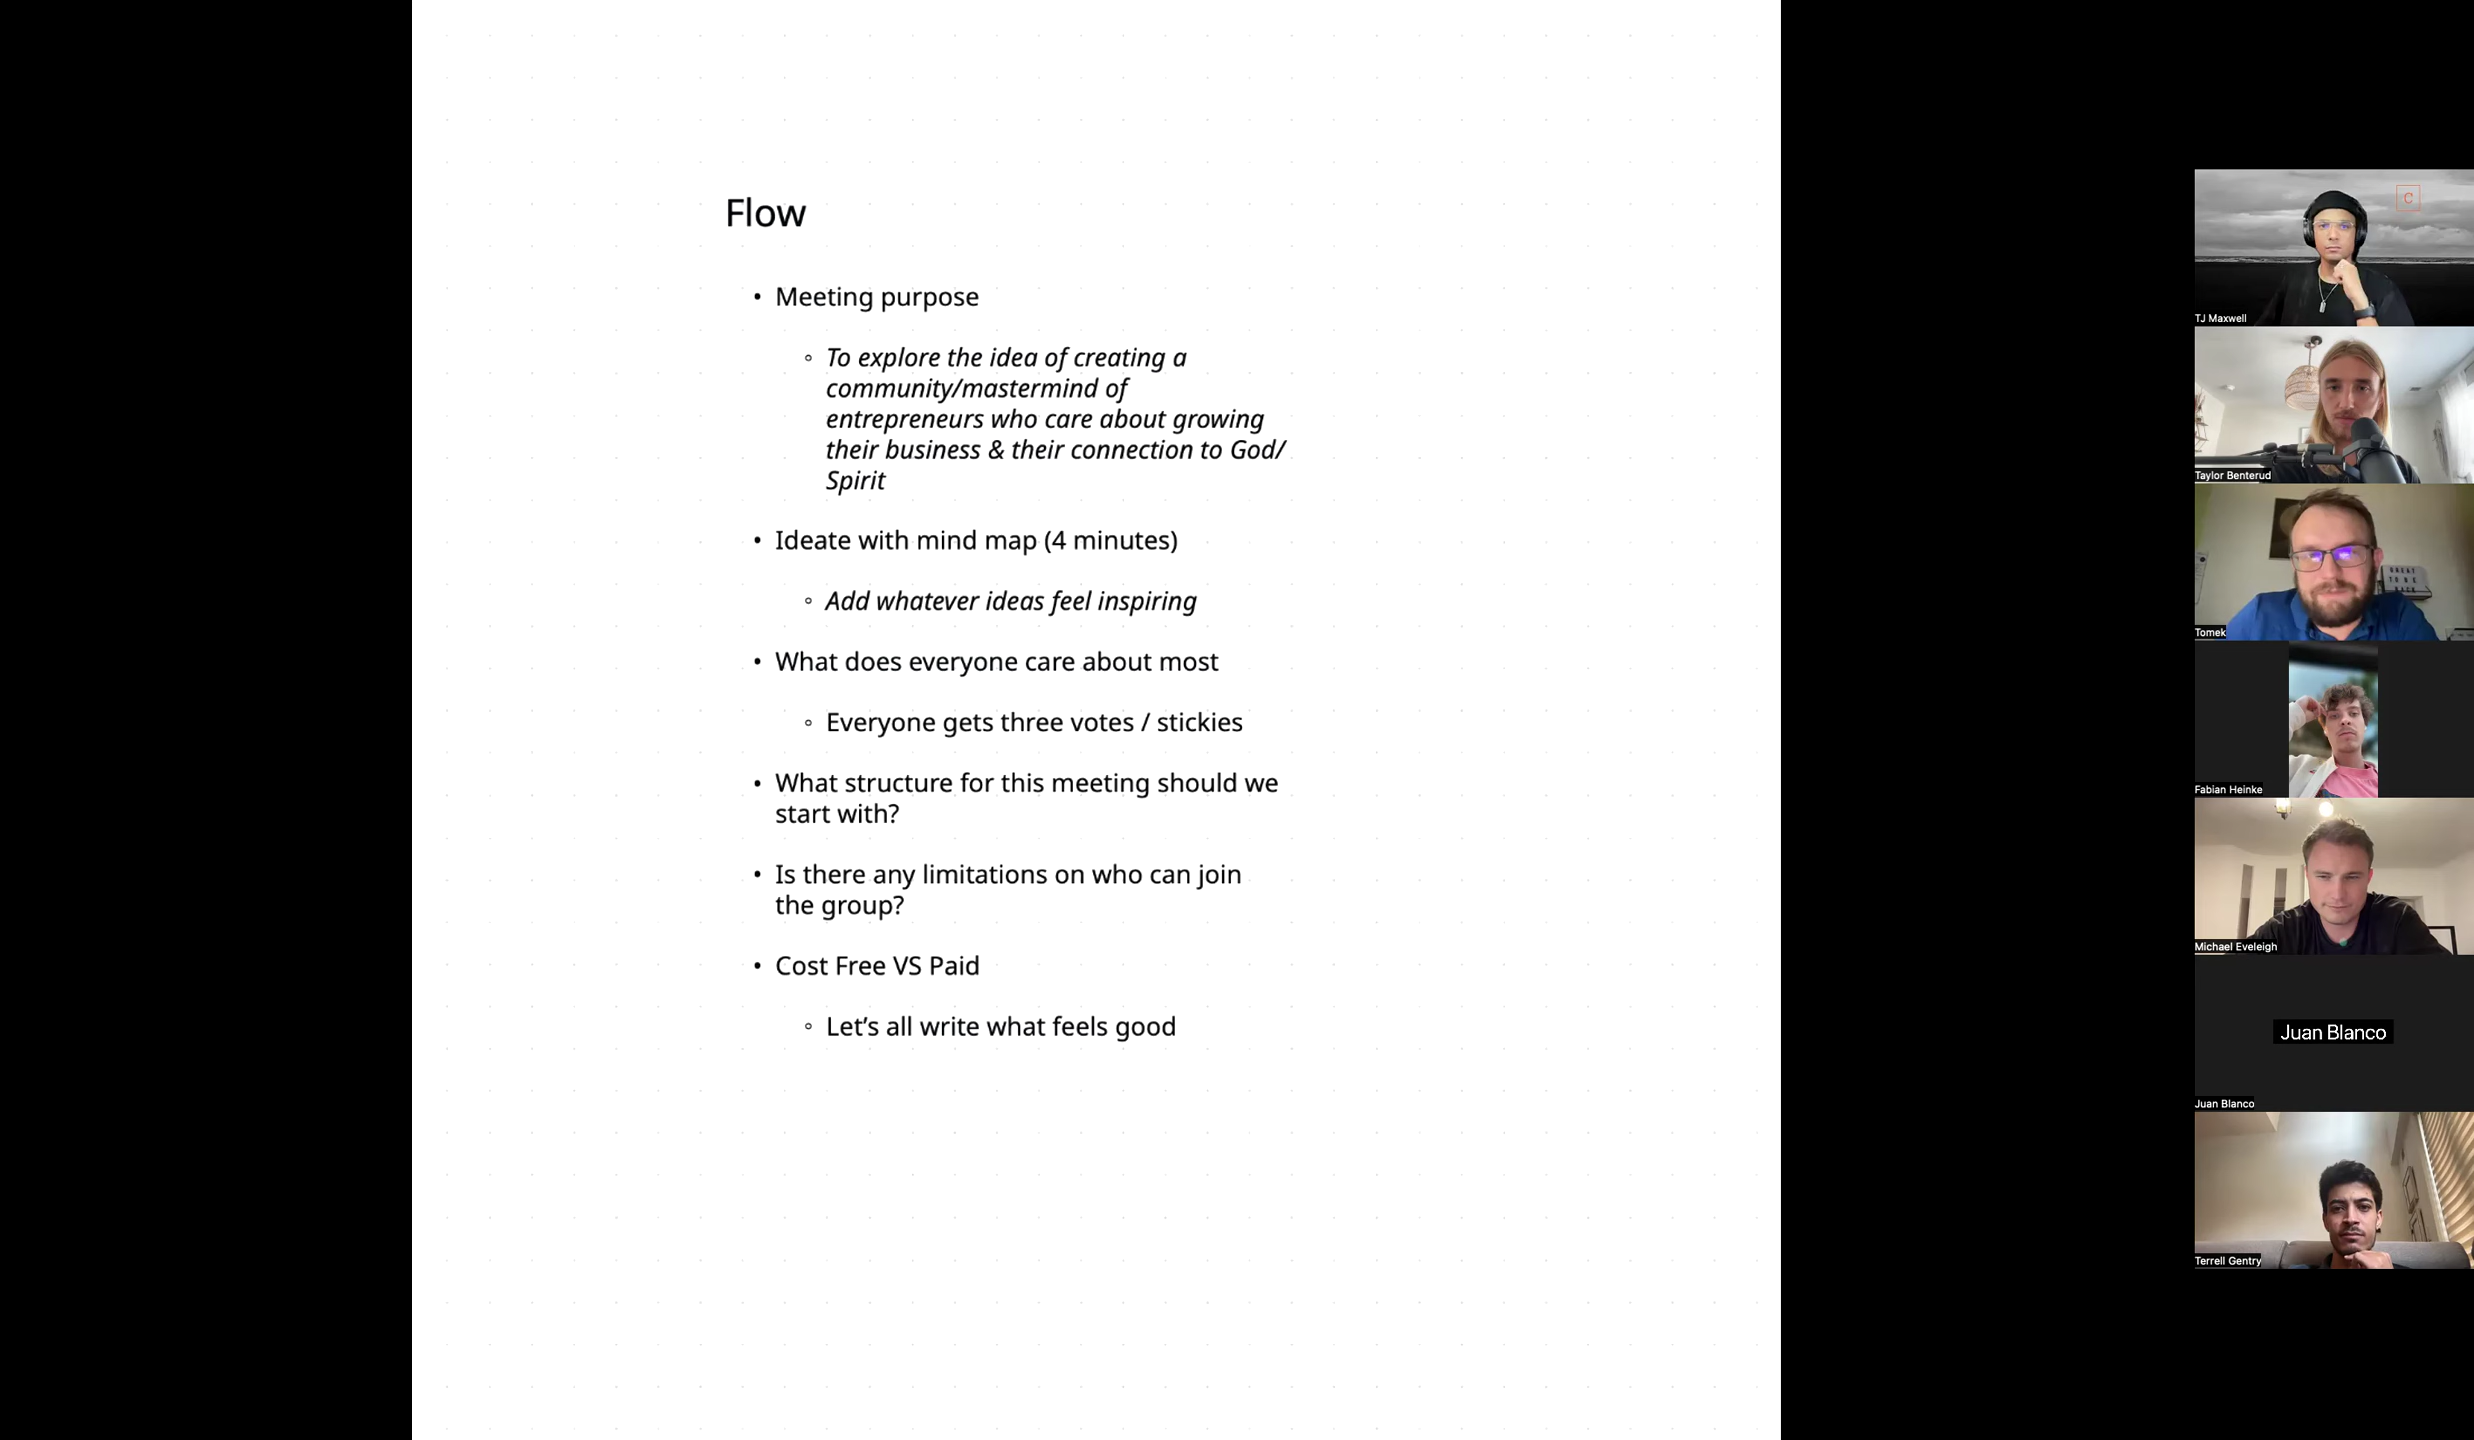 Flow
• Meeting purpose
◦ To explore the idea of creating a
community/mastermind of
entrepreneurs who care about growing
their business & their connection to God/
Spirit
• Ideate with mind map (4 minutes)
◦ Add whatever ideas feel inspiring
• What does everyone care about most
◦ Everyone gets three votes / stickies
• What structure for this meeting should we
start with?
• Is there any limitations on who can join
the group?
• Cost Free VS Paid
◦ Let's all write what feels good
C
TJ Maxwell
Taylor Benterud
GREAT
Tomek
Fabian Heinke
Michael Eveleigh
Juan Blanco
Juan Blanco
Terrell Gentry